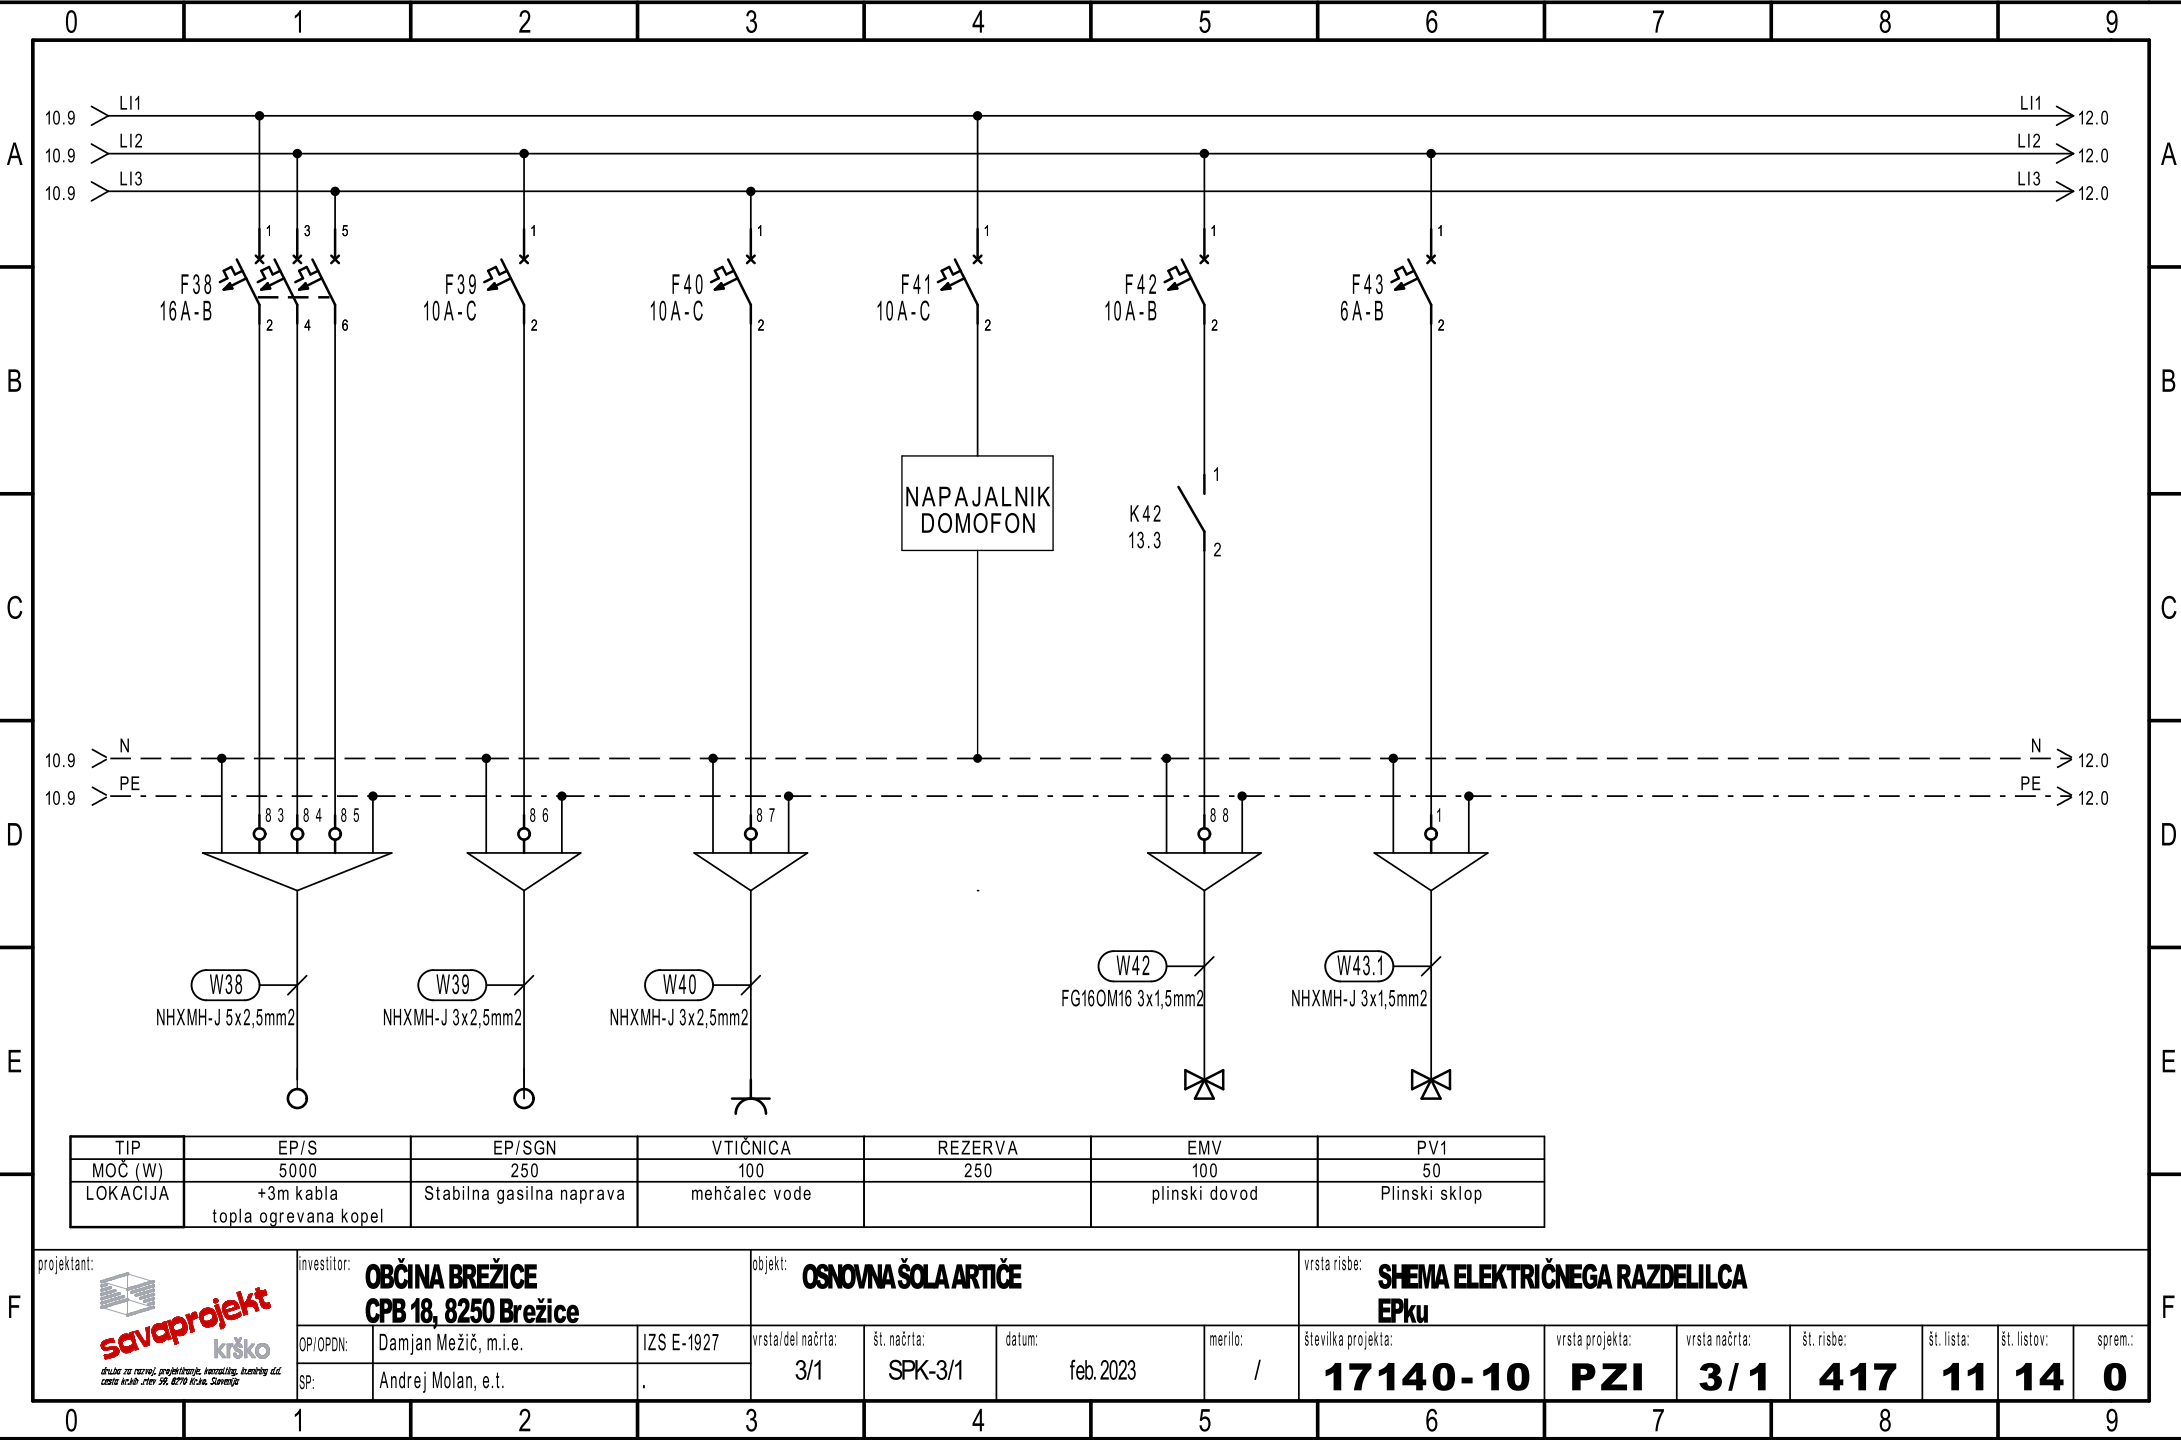 0 1 2 3 4 5 6 7 8 9
LI1 LI1
10.9 12.0
A LI2 LI2 A
10.9 12.0
LI3 LI3
10.9 12.0
1 3 5 1 1 1 1 1
F38 F39 F40 F41 F42 F43
16A-B 10A-C 10A-C 10A-C 10A-B 6A-B
2 4 6 2 2 2 2 2
B B
1
NAPAJALNIK
DOMOFON
K42
13.3
2
C C
N N
10.9 12.0
PE PE
10.9 12.0
83 84 85 86 87 88 1
D D
W38 W39 W40 W42 W43.1
NHXMH-J 5x2,5mm2 NHXMH-J 3x2,5mm2 NHXMH-J 3x2,5mm2 FG16OM16 3x1,5mm2 NHXMH-J 3x1,5mm2
E E
TIP EP/S EP/SGN VTIČNICA REZERVA EMV PV1
MOČ (W) 5000 250 100 250 100 50
LOKACIJA +3m kabla Stabilna gasilna naprava mehčalec vode plinski dovod Plinski sklop
topla ogrevana kopel
F F
projektant:
savaprojekt
krško
investitor: OBČINA BREŽICE
CPB 18, 8250 Brežice
objekt: OSNOVNA ŠOLA ARTIČE
vrsta risbe: SHEMA ELEKTRIČNEGA RAZDELILCA
EPku
OP/OPDN: Damjan Mežič, m.i.e. IZS E-1927
SP: Andrej Molan, e.t. .
vrsta/del načrta: št. načrta: datum: merilo: številka projekta: vrsta projekta: vrsta načrta: št. risbe: št. lista: št. listov: sprem.:
3/1 SPK-3/1 feb. 2023 / 17140-10 PZI 3/1 417 11 14 0
0 1 2 3 4 5 6 7 8 9